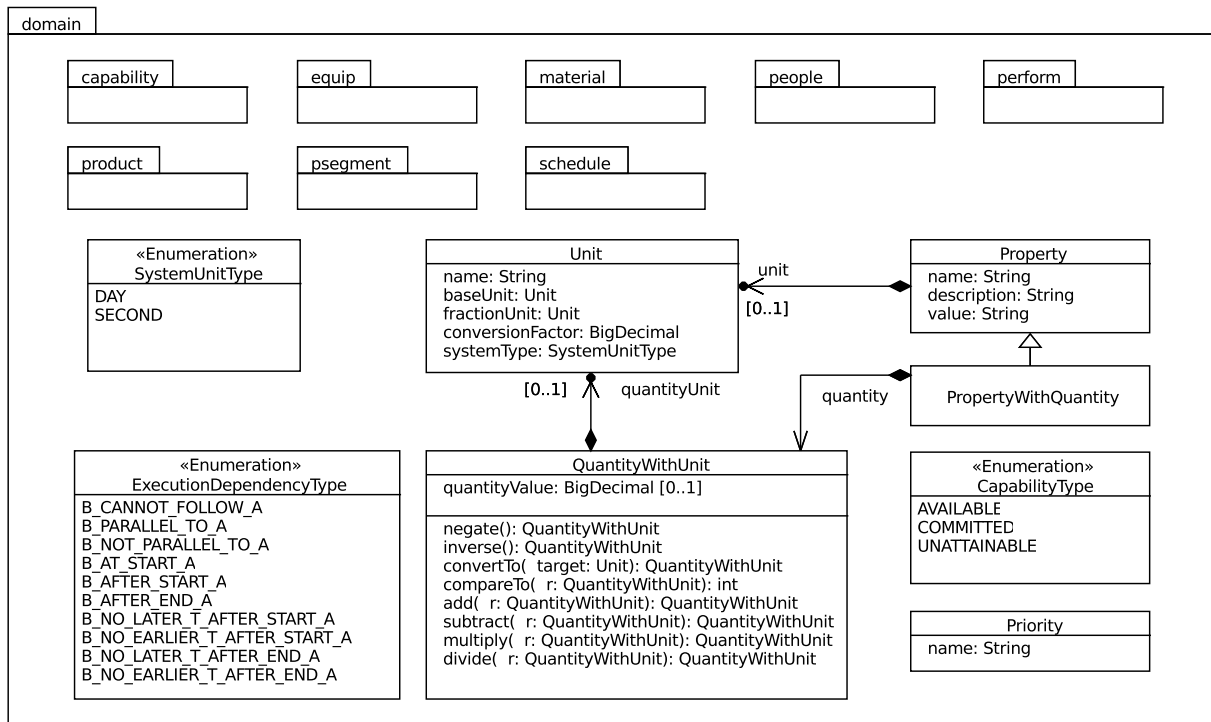 domain
capability
equip
material
people
perform
product
psegment
schedule
«Enumeration»
SystemUnitType
DAY
SECOND
Unit
name: String
baseUnit: Unit
fractionUnit: Unit
conversionFactor: BigDecimal
systemType: SystemUnitType
unit
[0..1]
Property
name: String
description: String
value: String
[0..1]
quantityUnit
quantity
PropertyWithQuantity
«Enumeration»
ExecutionDependencyType
B_CANNOT_FOLLOW_A
B_PARALLEL_TO_A
B_NOT_PARALLEL_TO_A
B_AT_START_A
B_AFTER_START_A
B_AFTER_END_A
B_NO_LATER_T_AFTER_START_A
B_NO_EARLIER_T_AFTER_START_A
B_NO_LATER_T_AFTER_END_A
B_NO_EARLIER_T_AFTER_END_A
QuantityWithUnit
quantityValue: BigDecimal [0..1]
negate(): QuantityWithUnit
inverse(): QuantityWithUnit
convertTo( target: Unit): QuantityWithUnit
compareTo( r: QuantityWithUnit): int
add( r: QuantityWithUnit): QuantityWithUnit
subtract( r: QuantityWithUnit): QuantityWithUnit
multiply( r: QuantityWithUnit): QuantityWithUnit
divide( r: QuantityWithUnit): QuantityWithUnit
«Enumeration»
CapabilityType
AVAILABLE
COMMITTED
UNATTAINABLE
Priority
name: String